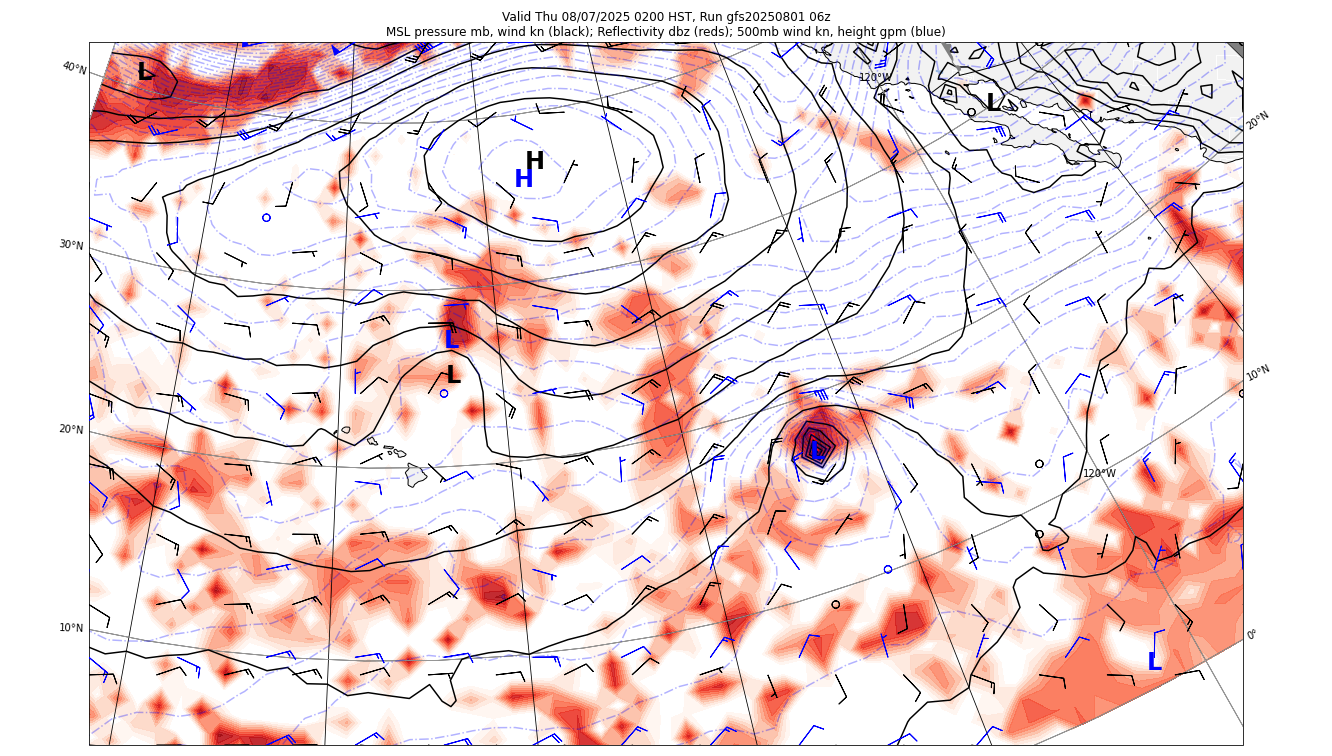 Valid Thu 08/07/2025 0200 HST, Run gfs20250801 06z
MSL pressure mb, wind kn (black); Reflectivity dbz (reds); 500mb wind kn, height gpm (blue)
40°N
L
120°W
L
20°N
H
H
30°N
L
L
10°N
20°N
L
120°W
10°N
0°
L